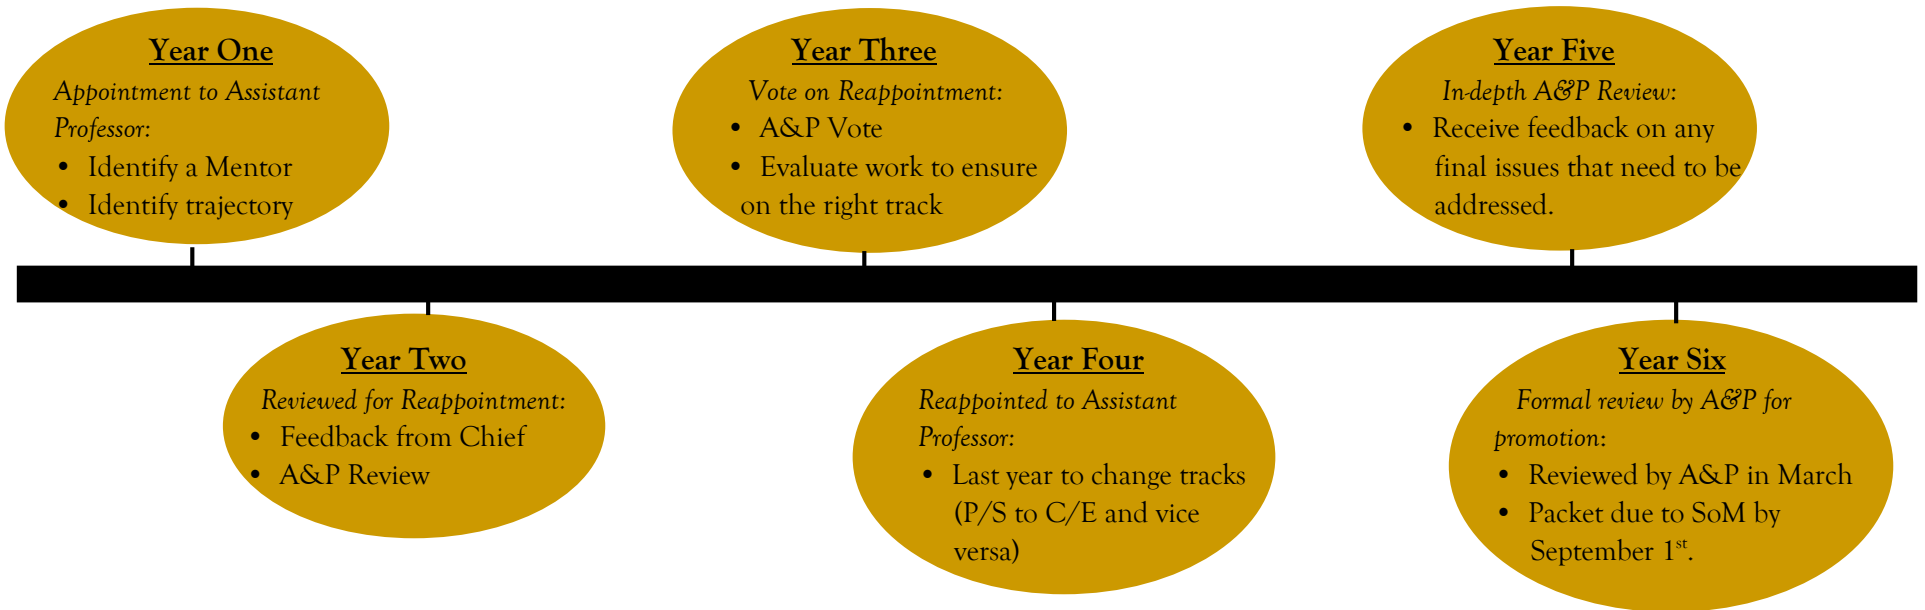 Year One
Appointment to Assistant
Professor:
• Identify a Mentor
• Identify trajectory
Year Two
Reviewed for Reappointment:
• Feedback from Chief
• A&P Review
Year Three
Vote on Reappointment:
• A&P Vote
• Evaluate work to ensure
on the right track
Year Four
Reappointed to Assistant
Professor:
• Last year to change tracks
(P/S to C/E and vice
versa)
Year Five
In-depth A&P Review:
• Receive feedback on any
final issues that need to be
addressed.
Year Six
Formal review by A&P for
promotion:
• Reviewed by A&P in March
• Packet due to SoM by
September 1st.